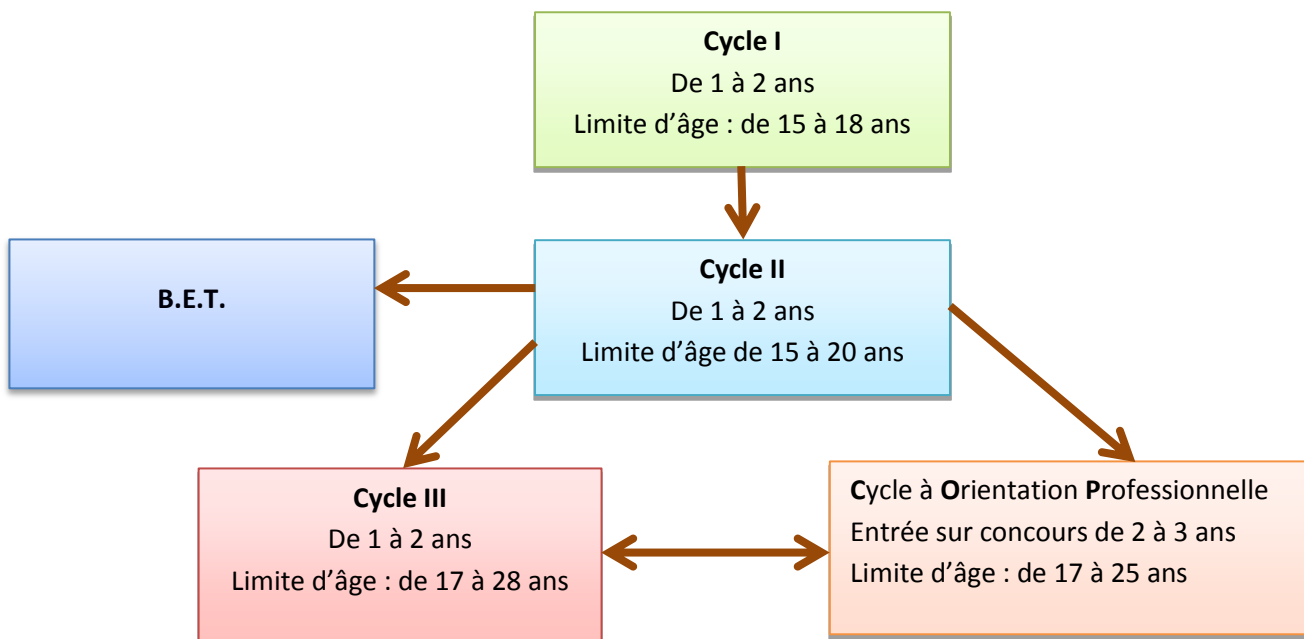 Cycle I
De 1 à 2 ans
Limite d’âge : de 15 à 18 ans
B.E.T.
Cycle II
De 1 à 2 ans
Limite d’âge de 15 à 20 ans
Cycle III
De 1 à 2 ans
Limite d’âge : de 17 à 28 ans
Cycle à Orientation Professionnelle
Entrée sur concours de 2 à 3 ans
Limite d’âge : de 17 à 25 ans